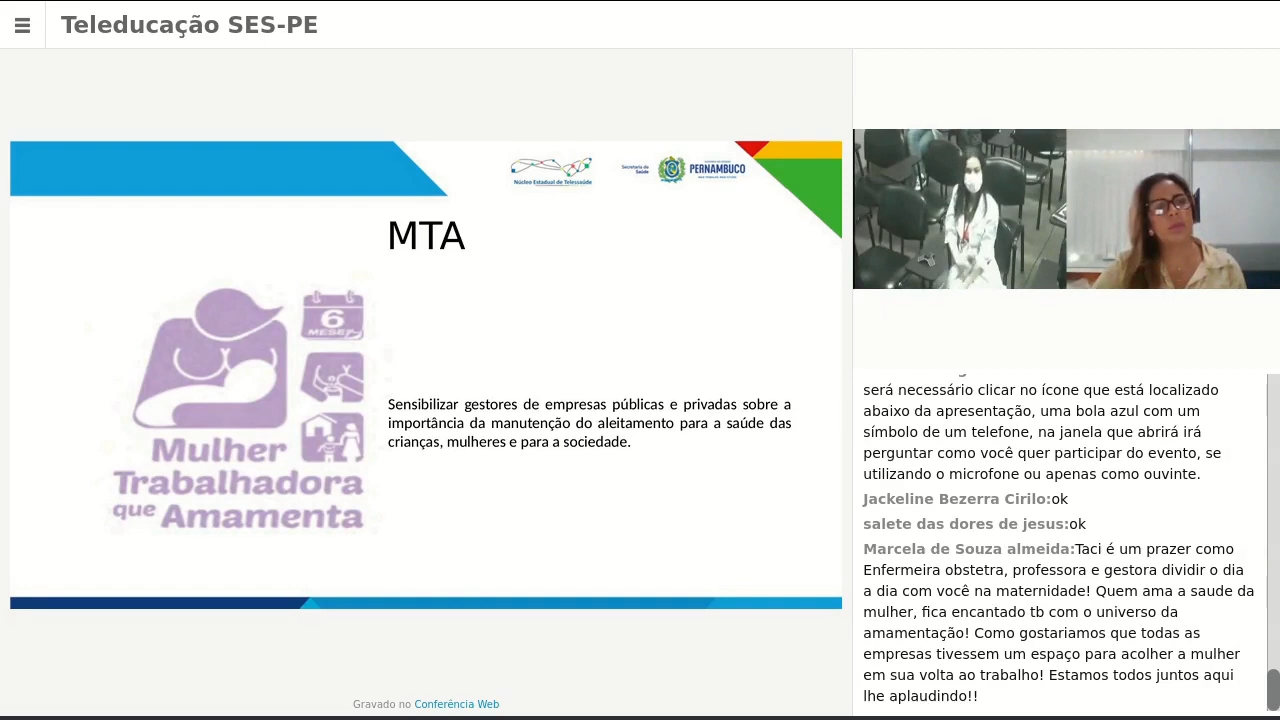 Teleducação SES-PE
Núcleo Estadual de Telessaúde
Secretaria de
Saúde
PERNAMBUCO
MTA
6
MESES
Mulher
Trabalhadora
que Amamenta
Sensibilizar gestores de empresas públicas e privadas sobre a
importância da manutenção do aleitamento para a saúde das
crianças, mulheres e para a sociedade.
Gravado no Conferência Web
será necessário clicar no ícone que está localizado
abaixo da apresentação, uma bola azul com um
símbolo de um telefone, na janela que abrirá irá
perguntar como você quer participar do evento, se
utilizando o microfone ou apenas como ouvinte.
Jackeline Bezerra Cirilo:ok
salete das dores de jesus:ok
Marcela de Souza almeida:Taci é um prazer como
Enfermeira obstetra, professora e gestora dividir o dia
a dia com você na maternidade! Quem ama a saude da
mulher, fica encantado tb com o universo da
amamentação! Como gostariamos que todas as
empresas tivessem um espaço para acolher a mulher
em sua volta ao trabalho! Estamos todos juntos aqui
lhe aplaudindo!!